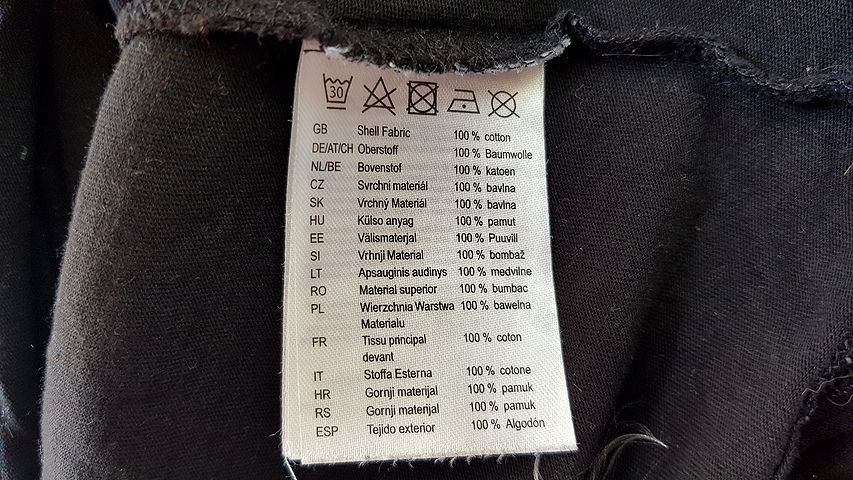 30
GB Shell Fabric 100 % cotton
DE/AT/CH Oberstoff 100 % Baumwolle
NL/BE Bovenstof 100 % katoen
CZ Svrchni materiál 100 % bavlna
SK Vrchný Materiál 100 % bavlna
HU Külso anyag 100 % pamut
EE Välismaterjal 100 % Puuvill
SI Vrhnji Material 100 % bombaž
LT Apsauginis audinys 100 % medvilne
RO Material superior 100 % bumbac
PL Wierzchnia Warstwa 100 % bawelna
Materialu
FR Tissu principal 100 % coton
devant
IT Stoffa Esterna 100 % cotone
HR Gornji materijal 100 % pamuk
RS Gornji materijal 100 % pamuk
ESP Tejido exterior 100 % Algodón